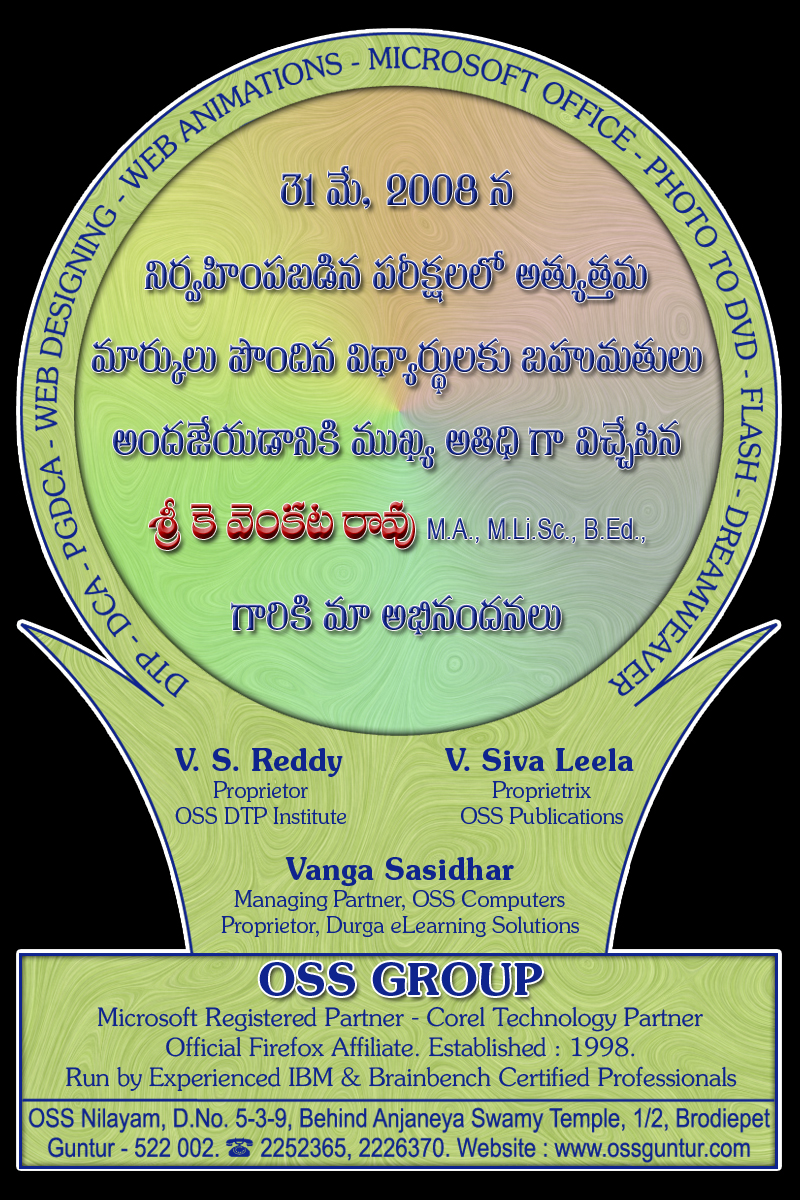 DTP - DCA - PGDCA - WEB DESIGNING - WEB ANIMATIONS - MICROSOFT OFFICE - PHOTO TO DVD - FLASH - DREAMWEAVER
31 మే, 2008 న
నిర్వహింపబడిన పరీక్షలలో అత్యుత్తమ
మార్కులు పొందిన విధ్యార్థులకు బహుమతులు
అందజేయడానికి ముఖ్య అతిధి గా విచ్చేసిన
శ్రీ కె వెంకట రావు M.A., M.Li.Sc., B.Ed.,
గారికి మా అభినందనలు
V. S. Reddy
Proprietor
OSS DTP Institute
V. Siva Leela
Proprietrix
OSS Publications
Vanga Sasidhar
Managing Partner, OSS Computers
Proprietor, Durga eLearning Solutions
OSS GROUP
Microsoft Registered Partner - Corel Technology Partner
Official Firefox Affiliate. Established : 1998.
Run by Experienced IBM & Brainbench Certified Professionals
OSS Nilayam, D.No. 5-3-9, Behind Anjaneya Swamy Temple, 1/2, Brodiepet
Guntur - 522 002. ☎ 2252365, 2226370. Website : www.ossguntur.com